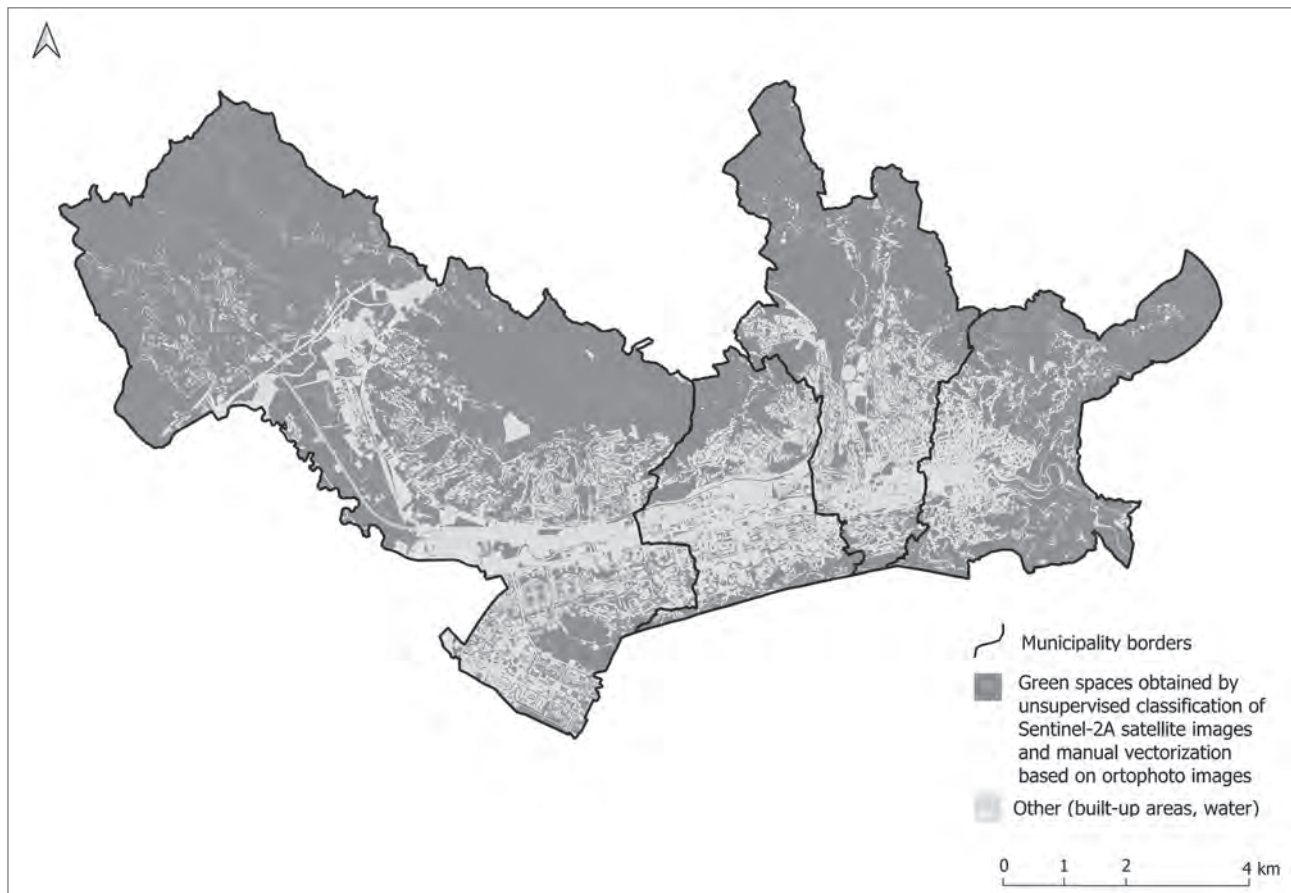 Municipality borders
Green spaces obtained by
unsupervised classification of
Sentinel-2A satellite images
and manual vectorization
based on ortophoto images
Other (built-up areas, water)
0 1 2 4 km